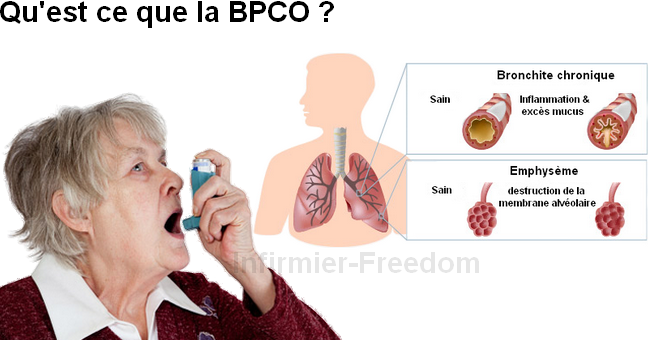 Qu'est ce que la BPCO ?
Bronchite chronique
Sain
Inflammation &
excès mucus
Emphysème
Sain
destruction de la
membrane alvéolaire
Infirmier-Freedom